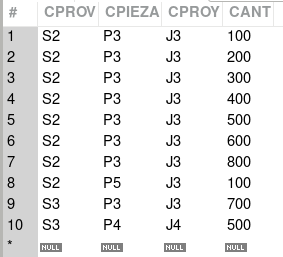 # CPROV CPIEZA CPROY CANT
1 S2 P3 J3 100
2 S2 P3 J3 200
3 S2 P3 J3 300
4 S2 P3 J3 400
5 S2 P3 J3 500
6 S2 P3 J3 600
7 S2 P3 J3 800
8 S2 P5 J3 100
9 S3 P3 J3 700
10 S3 P4 J4 500
* NULL NULL NULL NULL